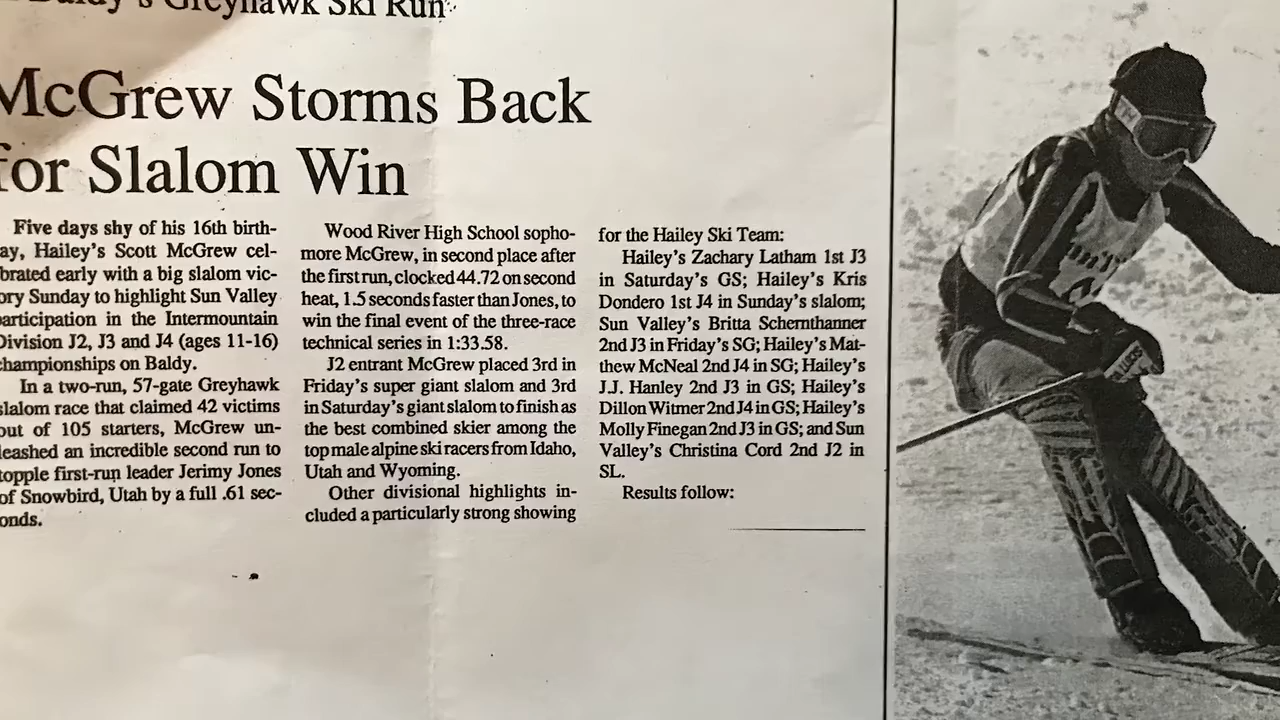 Baldy's Greyhawk Ski Run
McGrew Storms Back
for Slalom Win
Five days shy of his 16th birth-
ay, Hailey's Scott McGrew cel-
brated early with a big slalom vic-
ory Sunday to highlight Sun Valley
participation in the Intermountain
Division J2, J3 and J4 (ages 11-16)
championships on Baldy.
In a two-run, 57-gate Greyhawk
slalom race that claimed 42 victims
out of 105 starters, McGrew un-
leashed an incredible second run to
topple first-run leader Jerimy Jones
of Snowbird, Utah by a full .61 sec-
onds.
Wood River High School sopho-
more McGrew, in second place after
the first run, clocked 44.72 on second
heat, 1.5 seconds faster than Jones, to
win the final event of the three-race
technical series in 1:33.58.
J2 entrant McGrew placed 3rd in
Friday's super giant slalom and 3rd
in Saturday's giant slalom to finish as
the best combined skier among the
top male alpine ski racers from Idaho,
Utah and Wyoming.
Other divisional highlights in-
cluded a particularly strong showing
for the Hailey Ski Team:
Hailey's Zachary Latham 1st J3
in Saturday's GS; Hailey's Kris
Dondero 1st J4 in Sunday's slalom;
Sun Valley's Britta Schernthanner
2nd J3 in Friday's SG; Hailey's Mat-
thew McNeal 2nd J4 in SG; Hailey's
J.J. Hanley 2nd J3 in GS; Hailey's
Dillon Witmer 2nd J4 in GS; Hailey's
Molly Finegan 2nd J3 in GS; and Sun
Valley's Christina Cord 2nd J2 in
SL.
Results follow: